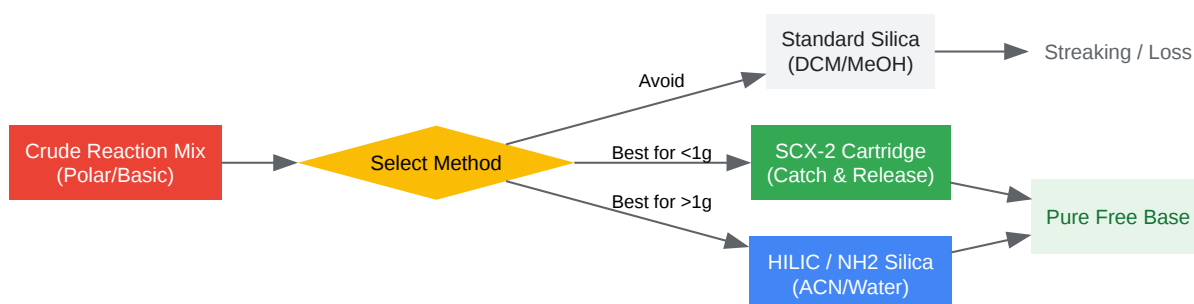 Crude Reaction Mix
(Polar/Basic)
Select Method
Avoid
Best for <1g
Best for >1g
Standard Silica
(DCM/MeOH)
Streaking / Loss
SCX-2 Cartridge
(Catch & Release)
HILIC / NH2 Silica
(ACN/Water)
Pure Free Base